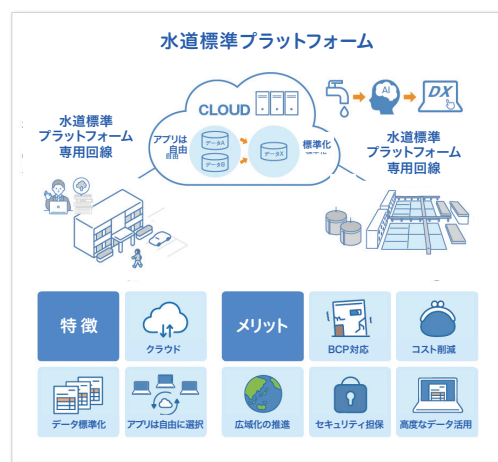 水道標準プラットフォーム
CLOUD
AI
DX
水道標準
プラットフォーム
専用回線
アプリは
自由
自由
データA
データB
データX
標準化
水道標準
プラットフォーム
専用回線
特徴
クラウド
メリット
BCP対応
コスト削減
データ標準化
アプリは自由に選択
広域化の推進
セキュリティ担保
高度なデータ活用